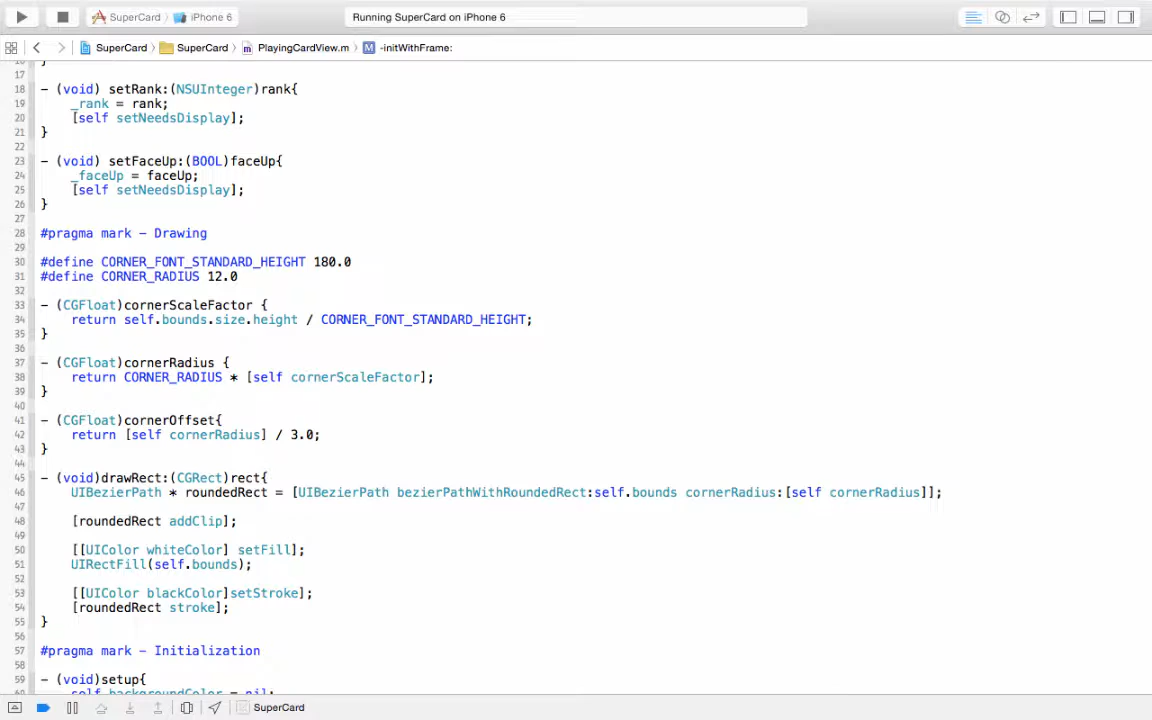 SuperCard iPhone 6
Running SuperCard on iPhone 6
SuperCard SuperCard PlayingCardView.m M -initWithFrame:
17
18 - (void) setRank:(NSUInteger)rank{
19 _rank = rank;
20 [self setNeedsDisplay];
21 }
22
23 - (void) setFaceUp:(BOOL)faceUp{
24 _faceUp = faceUp;
25 [self setNeedsDisplay];
26 }
27
28 #pragma mark - Drawing
29
30 #define CORNER_FONT_STANDARD_HEIGHT 180.0
31 #define CORNER_RADIUS 12.0
32
33 - (CGFloat)cornerScaleFactor {
34 return self.bounds.size.height / CORNER_FONT_STANDARD_HEIGHT;
35 }
36
37 - (CGFloat)cornerRadius {
38 return CORNER_RADIUS * [self cornerScaleFactor];
39 }
40
41 - (CGFloat)cornerOffset{
42 return [self cornerRadius] / 3.0;
43 }
44
45 - (void)drawRect:(CGRect)rect{
46 UIBezierPath * roundedRect = [UIBezierPath bezierPathWithRoundedRect:self.bounds cornerRadius:[self cornerRadius]];
47
48 [roundedRect addClip];
49
50 [[UIColor whiteColor] setFill];
51 UIRectFill(self.bounds);
52
53 [[UIColor blackColor]setStroke];
54 [roundedRect stroke];
55 }
56
57 #pragma mark - Initialization
58
59 - (void)setup{
self.backgroundColor = nil;
SuperCard